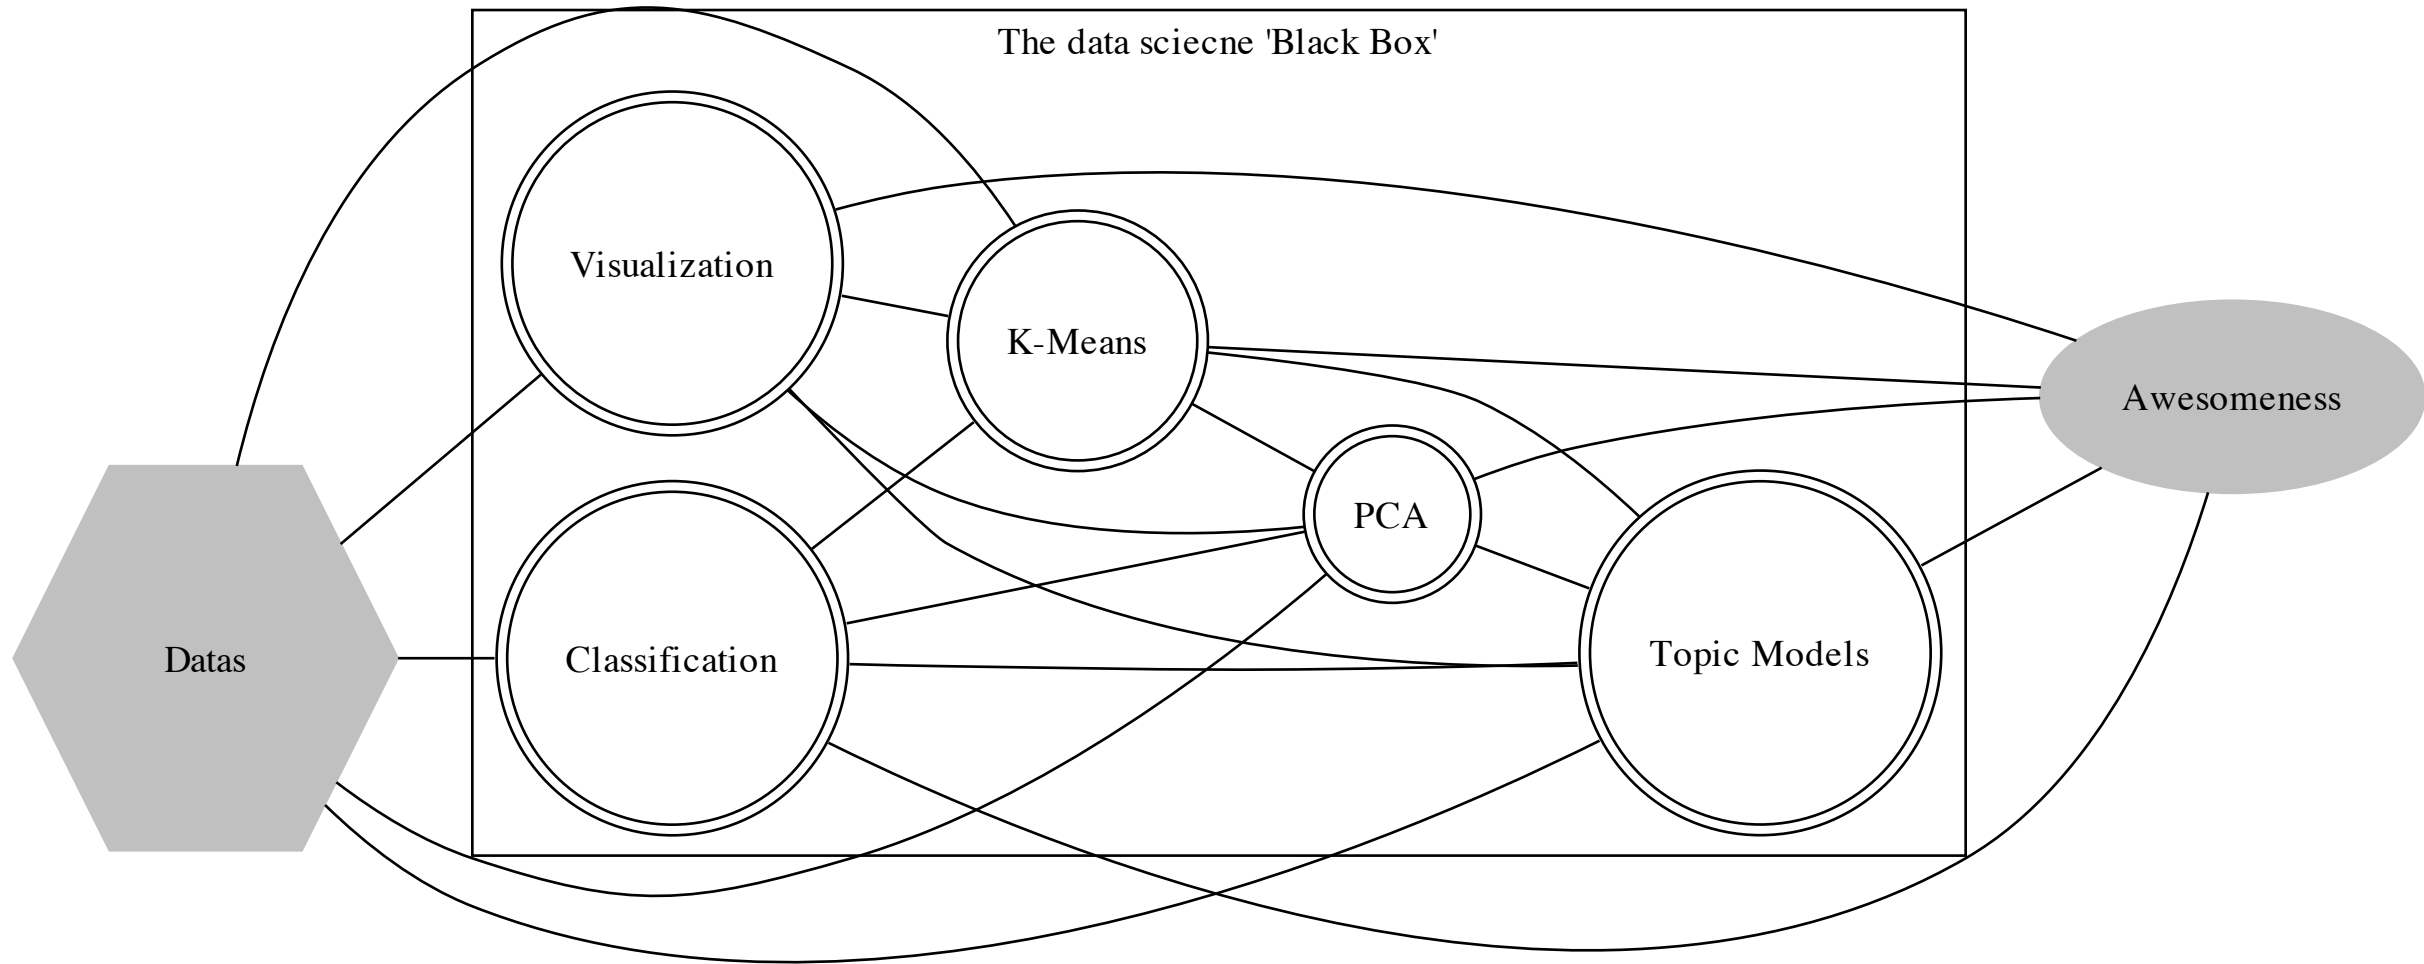 The data sciecne 'Black Box'
Visualization
K-Means
Awesomeness
PCA
Datas
Classification
Topic Models